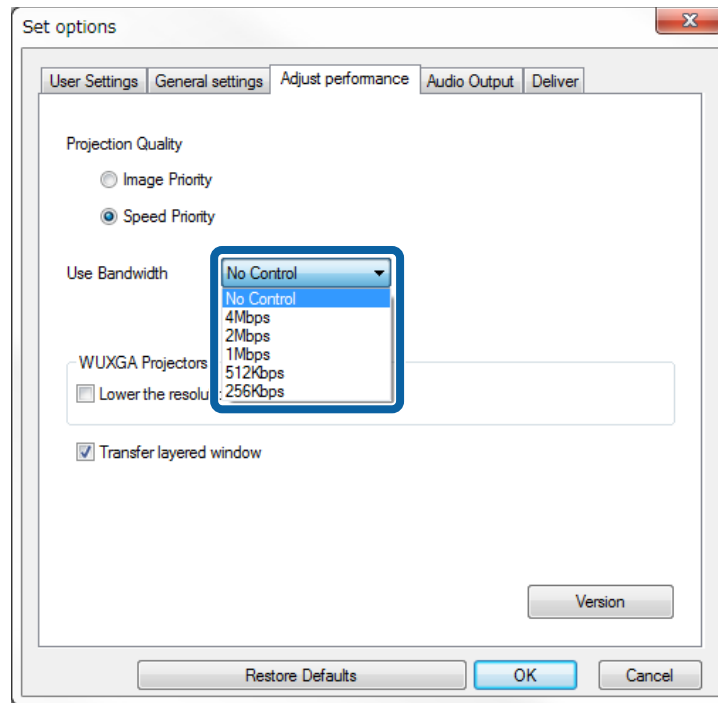 Set options
User Settings General settings Adjust performance Audio Output Deliver
Projection Quality
Image Priority
Speed Priority
Use Bandwidth No Control
No Control
4Mbps
2Mbps
1Mbps
512Kbps
256Kbps
WUXGA Projectors
Lower the resolu
Transfer layered window
Version
Restore Defaults OK Cancel